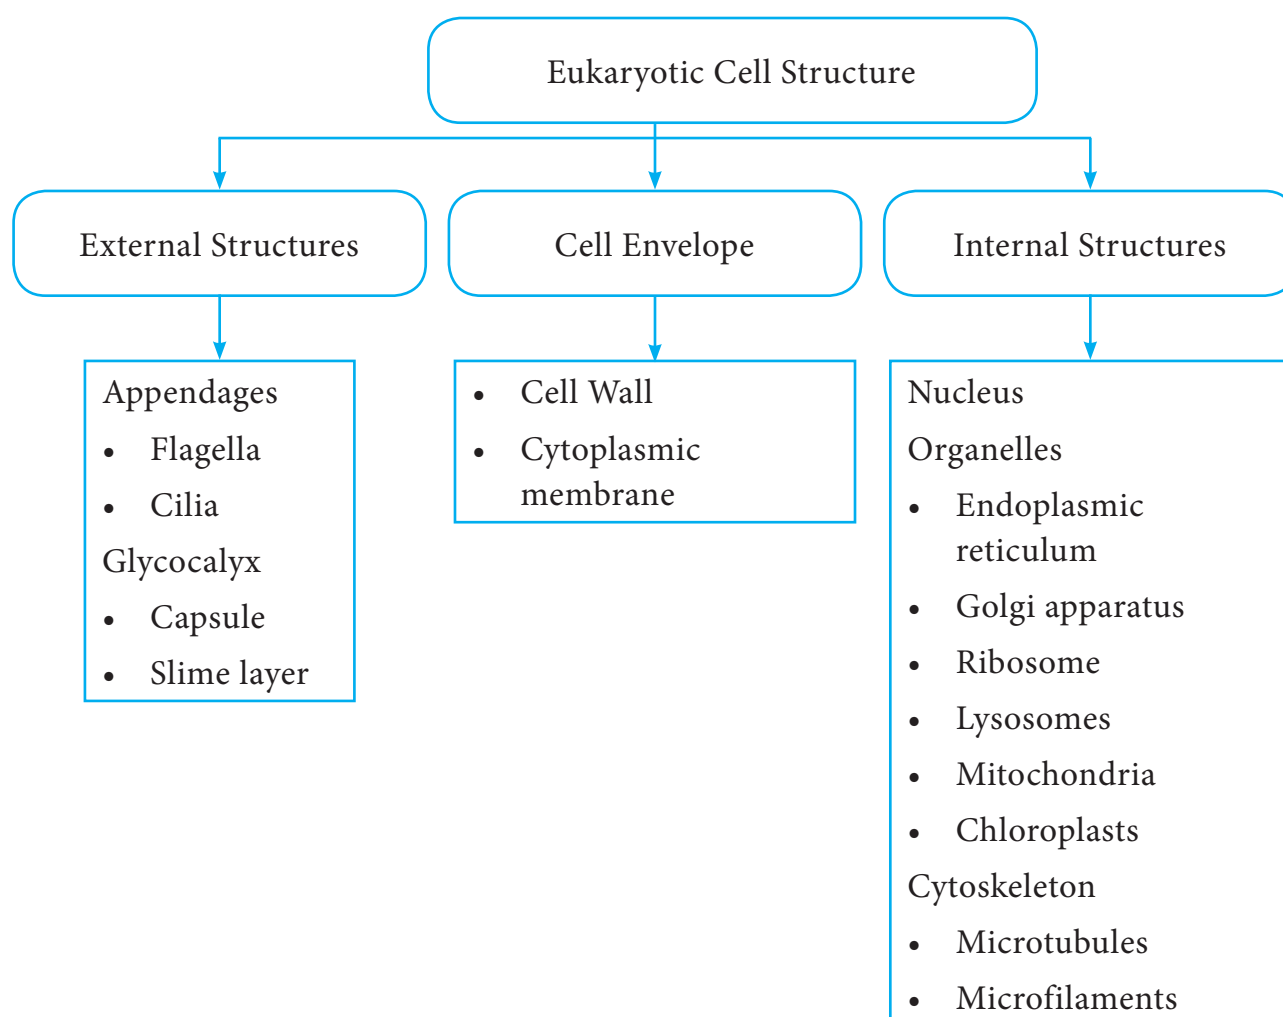 Eukaryotic Cell Structure
External Structures
Cell Envelope
Internal Structures
Appendages
• Flagella
• Cilia
Glycocalyx
• Capsule
• Slime layer
• Cell Wall
• Cytoplasmic
membrane
Nucleus
Organelles
• Endoplasmic
reticulum
• Golgi apparatus
• Ribosome
• Lysosomes
• Mitochondria
• Chloroplasts
Cytoskeleton
• Microtubules
• Microfilaments